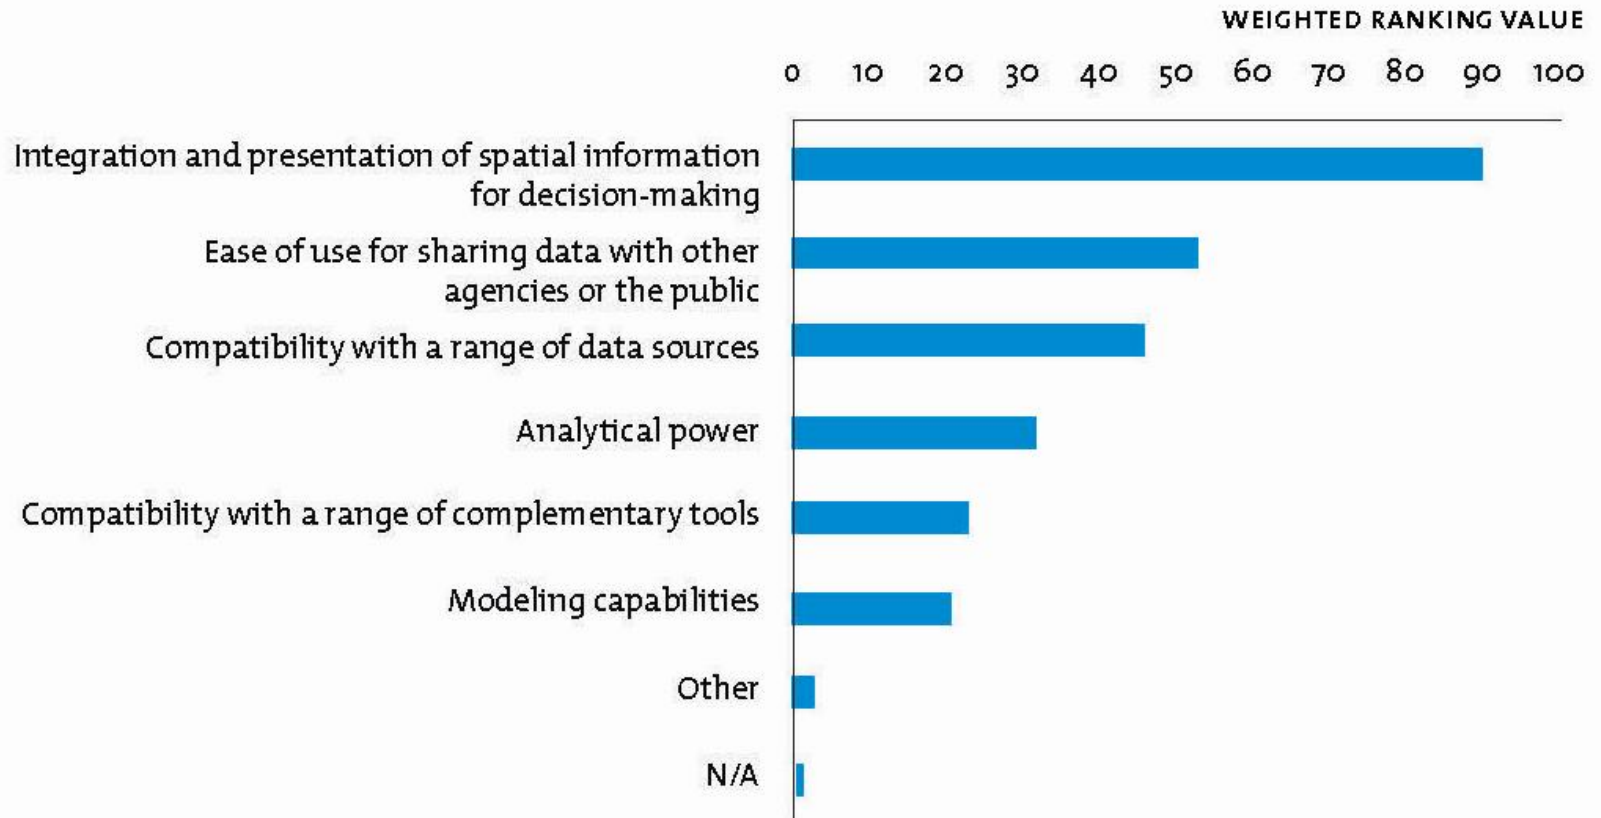 WEIGHTED RANKING VALUE
0 10 20 30 40 50 60 70 80 90 100
Integration and presentation of spatial information
for decision-making
Ease of use for sharing data with other
agencies or the public
Compatibility with a range of data sources
Analytical power
Compatibility with a range of complementary tools
Modeling capabilities
Other
N/A